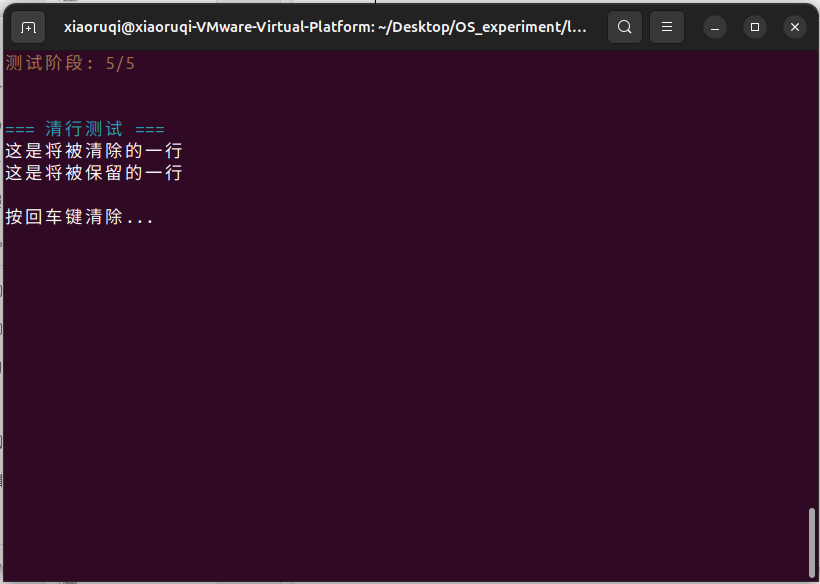 xiaoruqi@xiaoruqi-VMware-Virtual-Platform: ~/Desktop/OS_experiment/l...
测试阶段: 5/5
=== 清行测试 ===
这是将被清除的一行
这是将被保留的一行
按回车键清除...